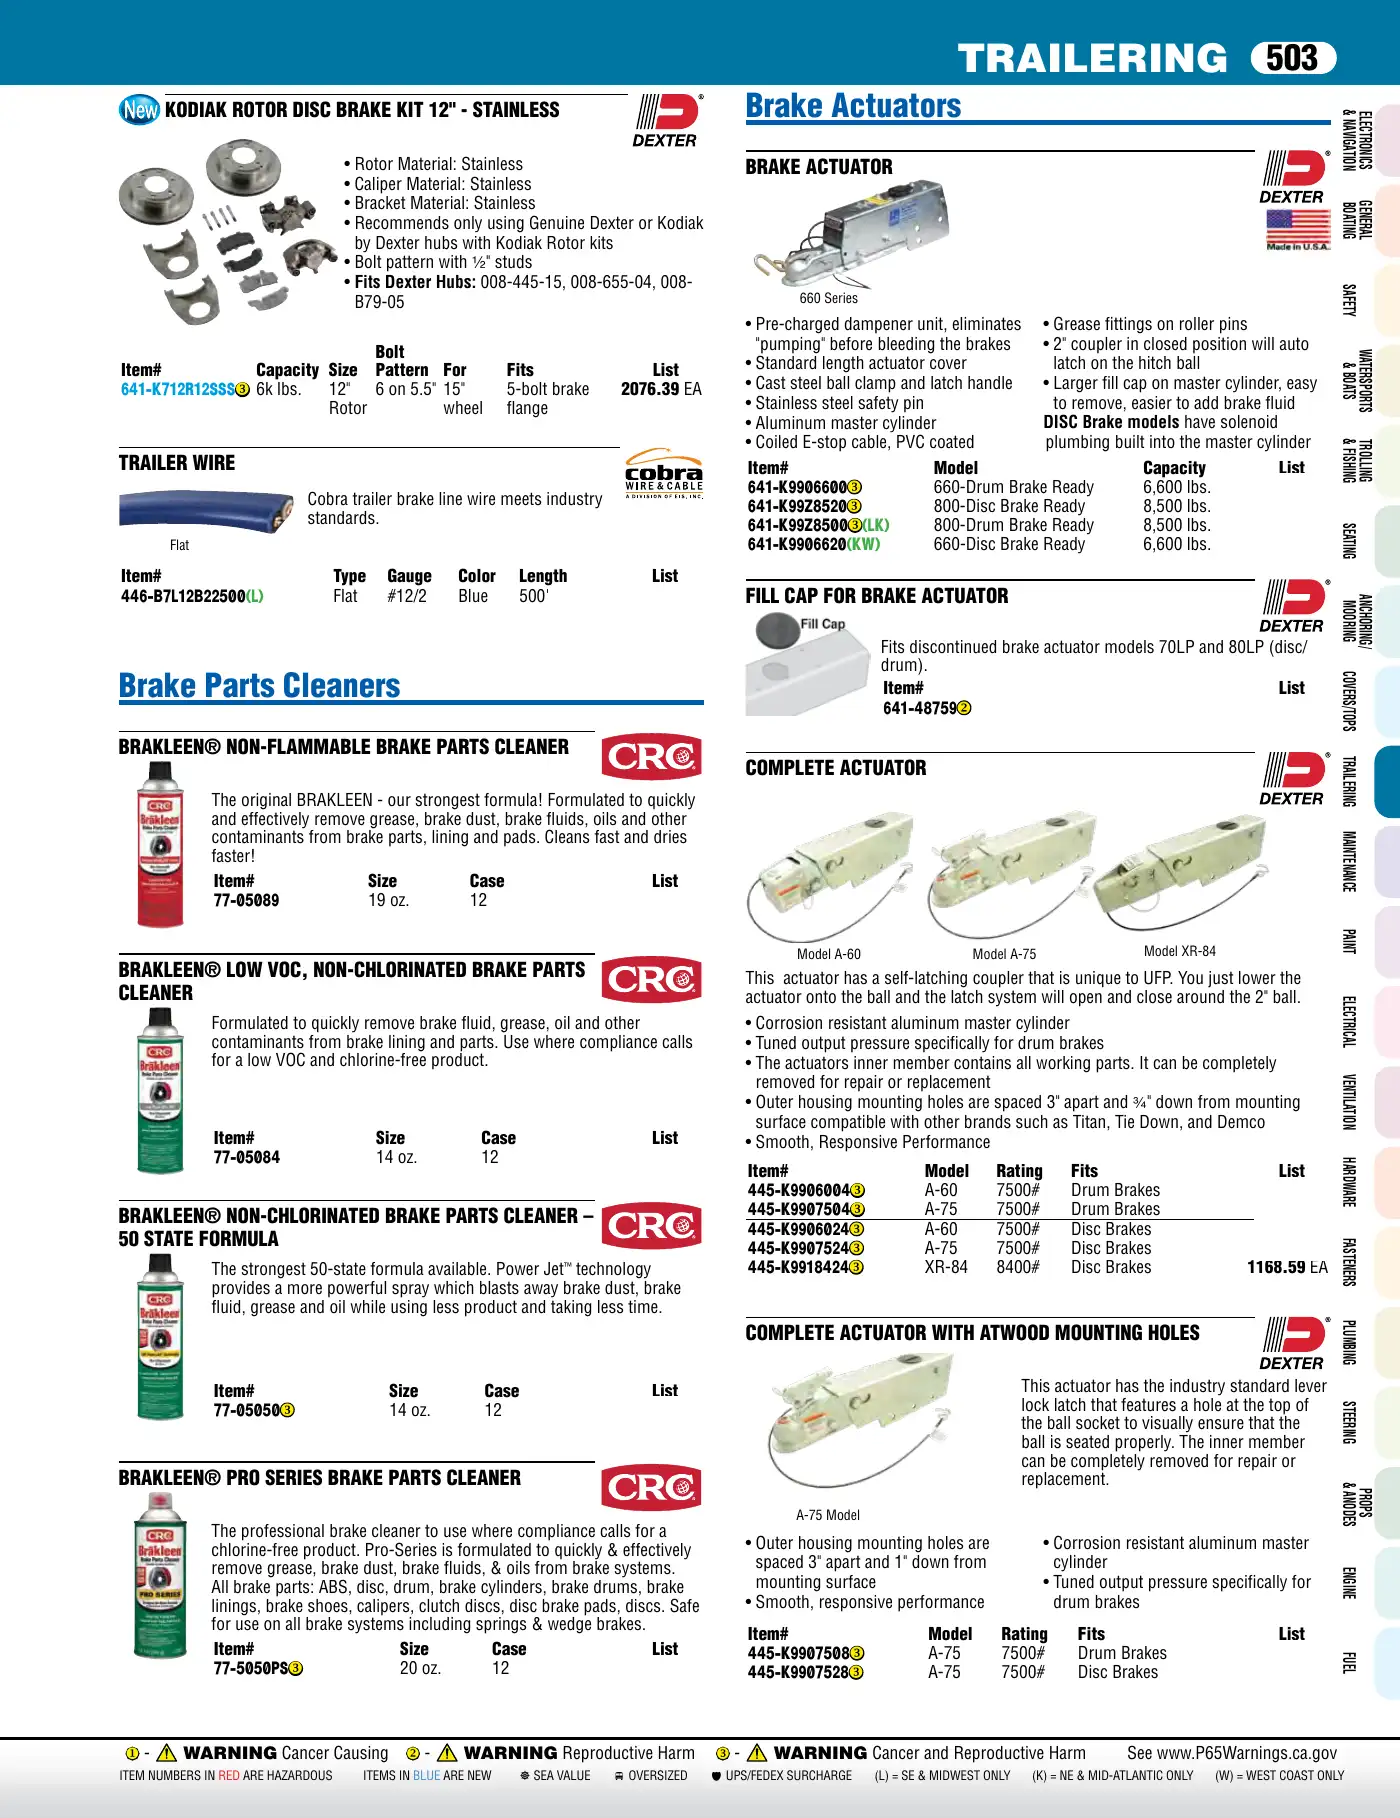 TRAILERING 503
New KODIAK ROTOR DISC BRAKE KIT 12" - STAINLESS
DEXTER
• Rotor Material: Stainless
• Caliper Material: Stainless
• Bracket Material: Stainless
• Recommends only using Genuine Dexter or Kodiak
by Dexter hubs with Kodiak Rotor kits
• Bolt pattern with ½" studs
• Fits Dexter Hubs: 008-445-15, 008-655-04, 008-
B79-05
Bolt
Item# Capacity Size Pattern For Fits List
641-K712R12SSS3 6k lbs. 12" 6 on 5.5" 15" 5-bolt brake 2076.39 EA
Rotor wheel flange
TRAILER WIRE
cobra
WIRE & CABLE
A DIVISION OF E.I.S, INC.
Cobra trailer brake line wire meets industry
standards.
Flat
Item# Type Gauge Color Length List
446-B7L12B22500(L) Flat #12/2 Blue 500'
Brake Parts Cleaners
BRAKLEEN® NON-FLAMMABLE BRAKE PARTS CLEANER
CRC
The original BRAKLEEN - our strongest formula! Formulated to quickly
and effectively remove grease, brake dust, brake fluids, oils and other
contaminants from brake parts, lining and pads. Cleans fast and dries
faster!
Item# Size Case List
77-05089 19 oz. 12
BRAKLEEN® LOW VOC, NON-CHLORINATED BRAKE PARTS
CLEANER
CRC
Formulated to quickly remove brake fluid, grease, oil and other
contaminants from brake lining and parts. Use where compliance calls
for a low VOC and chlorine-free product.
Item# Size Case List
77-05084 14 oz. 12
BRAKLEEN® NON-CHLORINATED BRAKE PARTS CLEANER –
50 STATE FORMULA
CRC
The strongest 50-state formula available. Power Jet™ technology
provides a more powerful spray which blasts away brake dust, brake
fluid, grease and oil while using less product and taking less time.
Item# Size Case List
77-05050 3 14 oz. 12
BRAKLEEN® PRO SERIES BRAKE PARTS CLEANER
CRC
The professional brake cleaner to use where compliance calls for a
chlorine-free product. Pro-Series is formulated to quickly & effectively
remove grease, brake dust, brake fluids, & oils from brake systems.
All brake parts: ABS, disc, drum, brake cylinders, brake drums, brake
linings, brake shoes, calipers, clutch discs, disc brake pads, discs. Safe
for use on all brake systems including springs & wedge brakes.
Item# Size Case List
77-5050PS 3 20 oz. 12
Brake Actuators
BRAKE ACTUATOR
DEXTER
Made in U.S.A.
660 Series
• Pre-charged dampener unit, eliminates
"pumping" before bleeding the brakes
• Standard length actuator cover
• Cast steel ball clamp and latch handle
• Stainless steel safety pin
• Aluminum master cylinder
• Coiled E-stop cable, PVC coated
• Grease fittings on roller pins
• 2" coupler in closed position will auto
latch on the hitch ball
• Larger fill cap on master cylinder, easy
to remove, easier to add brake fluid
DISC Brake models have solenoid
plumbing built into the master cylinder
Item# Model Capacity List
641-K9906600 3 660-Drum Brake Ready 6,600 lbs.
641-K99Z8520 3 800-Disc Brake Ready 8,500 lbs.
641-K99Z8500 3 (LK) 800-Drum Brake Ready 8,500 lbs.
641-K9906620(KW) 660-Disc Brake Ready 6,600 lbs.
FILL CAP FOR BRAKE ACTUATOR
DEXTER
Fill Cap
Fits discontinued brake actuator models 70LP and 80LP (disc/
drum).
Item# List
641-48759 2
COMPLETE ACTUATOR
DEXTER
Model A-60 Model A-75 Model XR-84
This actuator has a self-latching coupler that is unique to UFP. You just lower the
actuator onto the ball and the latch system will open and close around the 2" ball.
• Corrosion resistant aluminum master cylinder
• Tuned output pressure specifically for drum brakes
• The actuators inner member contains all working parts. It can be completely
removed for repair or replacement
• Outer housing mounting holes are spaced 3" apart and ¾" down from mounting
surface compatible with other brands such as Titan, Tie Down, and Demco
• Smooth, Responsive Performance
Item# Model Rating Fits List
445-K9906004 3 A-60 7500# Drum Brakes
445-K9907504 3 A-75 7500# Drum Brakes
445-K9906024 3 A-60 7500# Disc Brakes
445-K9907524 3 A-75 7500# Disc Brakes
445-K9918424 3 XR-84 8400# Disc Brakes 1168.59 EA
COMPLETE ACTUATOR WITH ATWOOD MOUNTING HOLES
DEXTER
This actuator has the industry standard lever
lock latch that features a hole at the top of
the ball socket to visually ensure that the
ball is seated properly. The inner member
can be completely removed for repair or
replacement.
A-75 Model
• Outer housing mounting holes are
spaced 3" apart and 1" down from
mounting surface
• Smooth, responsive performance
• Corrosion resistant aluminum master
cylinder
• Tuned output pressure specifically for
drum brakes
Item# Model Rating Fits List
445-K9907508 3 A-75 7500# Drum Brakes
445-K9907528 3 A-75 7500# Disc Brakes
ELECTRONICS
& NAVIGATION
GENERAL
BOATING
SAFETY
WATERSPORTS
& BOATS
TROLLING
& FISHING
SEATING
ANCHORING/
MOORING
COVERS/TOPS
TRAILERING
MAINTENANCE
PAINT
ELECTRICAL
VENTILATION
HARDWARE
FASTENERS
PLUMBING
STEERING
PROPS
& ANODES
ENGINE
FUEL
1 - WARNING Cancer Causing 2 - WARNING Reproductive Harm 3 - WARNING Cancer and Reproductive Harm See www.P65Warnings.ca.gov
ITEM NUMBERS IN RED ARE HAZARDOUS ITEMS IN BLUE ARE NEW SEA VALUE OVERSIZED UPS/FEDEX SURCHARGE (L) = SE & MIDWEST ONLY (K) = NE & MID-ATLANTIC ONLY (W) = WEST COAST ONLY